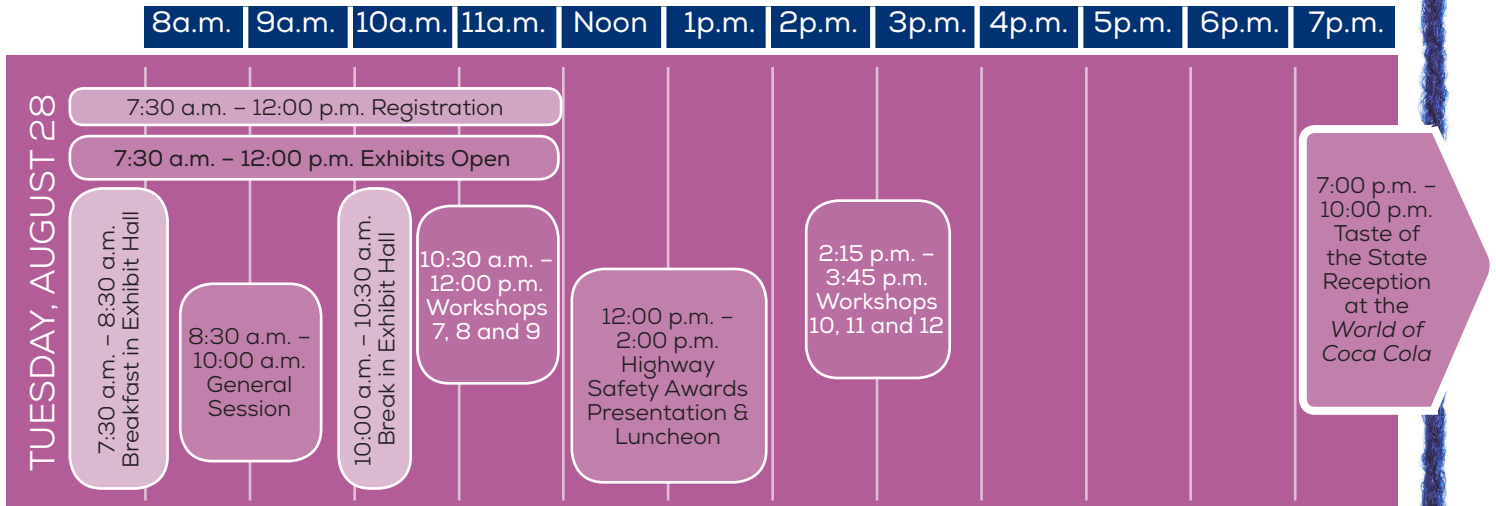 8a.m. 9a.m. 10a.m. 11a.m. Noon 1p.m. 2p.m. 3p.m. 4p.m. 5p.m. 6p.m. 7p.m.
TUESDAY, AUGUST 28
7:30 a.m. – 12:00 p.m. Registration
7:30 a.m. – 12:00 p.m. Exhibits Open
7:30 a.m. – 8:30 a.m.
Breakfast in Exhibit Hall
8:30 a.m. –
10:00 a.m.
General
Session
10:00 a.m. – 10:30 a.m.
Break in Exhibit Hall
10:30 a.m. –
12:00 p.m.
Workshops
7, 8 and 9
12:00 p.m. –
2:00 p.m.
Highway
Safety Awards
Presentation &
Luncheon
2:15 p.m. –
3:45 p.m.
Workshops
10, 11 and 12
7:00 p.m. –
10:00 p.m.
Taste of
the State
Reception
at the
World of
Coca Cola